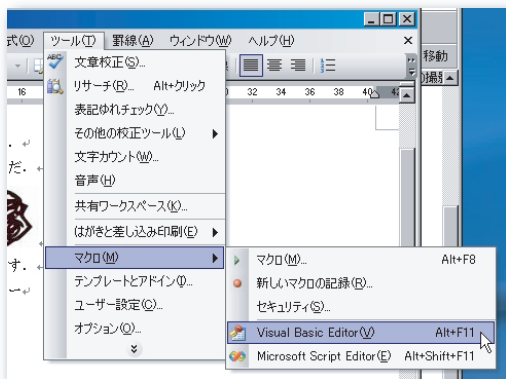 式(O) ツール(T) 罫線(A) ウィンドウ(W) ヘルプ(H)
移動
文章校正(S)...
リサーチ(R)... Alt+クリック
16 32 34 36 38 40 42
表記ゆれチェック(Y)...
その他の校正ツール(L)
文字カウント(W)...
だ.
音声(H)
共有ワークスペース(K)...
はがきと差し込み印刷(E)
す.
マクロ(M)
マクロ(M)... Alt+F8
テンプレートとアドイン(I)...
新しいマクロの記録(R)...
ユーザー設定(C)...
セキュリティ(S)...
オプション(O)...
Visual Basic Editor(V) Alt+F11
Microsoft Script Editor(E) Alt+Shift+F11